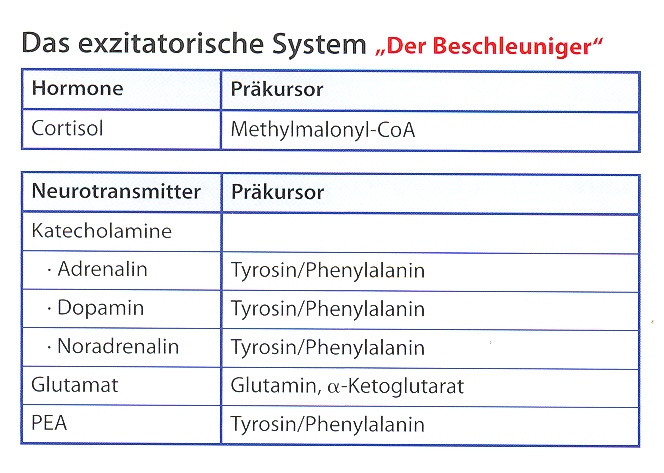 Das exzitatorische System „Der Beschleuniger“
Hormone Präkursor
Cortisol Methylmalonyl-CoA
Neurotransmitter Präkursor
Katecholamine
· Adrenalin Tyrosin/Phenylalanin
· Dopamin Tyrosin/Phenylalanin
· Noradrenalin Tyrosin/Phenylalanin
Glutamat Glutamin, α-Ketoglutarat
PEA Tyrosin/Phenylalanin